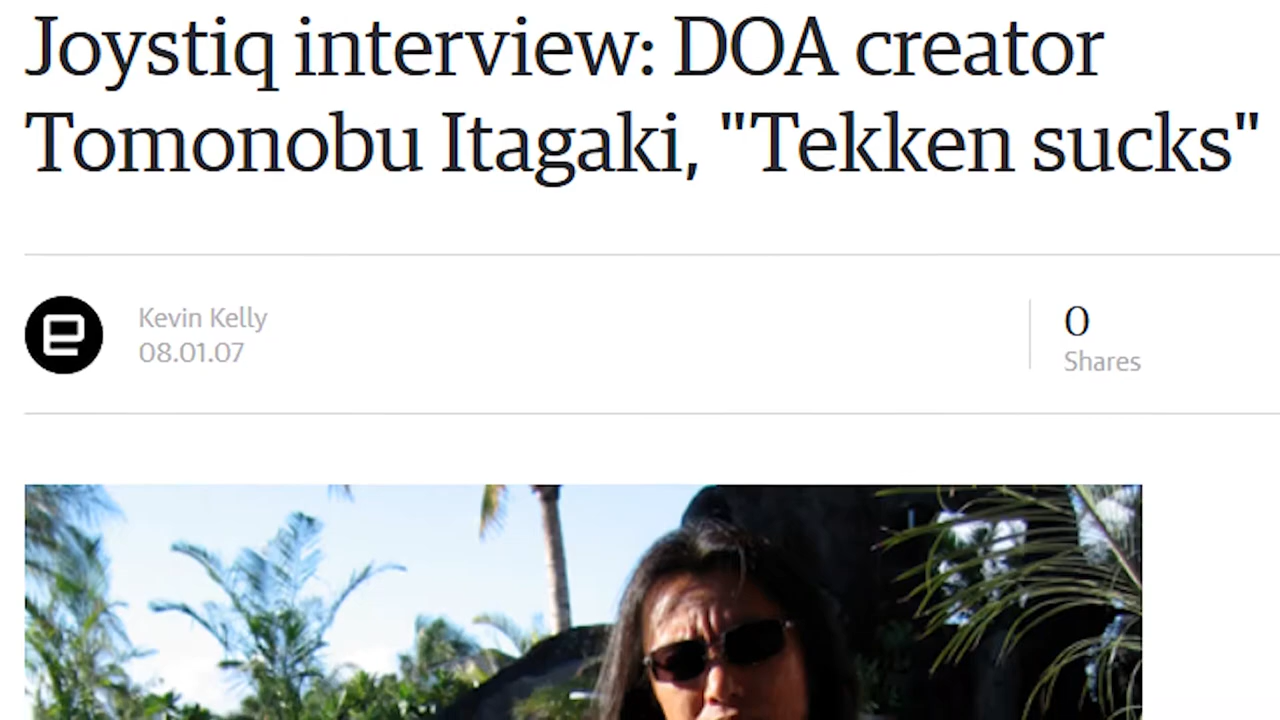 Joystiq interview: DOA creator
Tomonobu Itagaki, "Tekken sucks"
Kevin Kelly
08.01.07
0
Shares